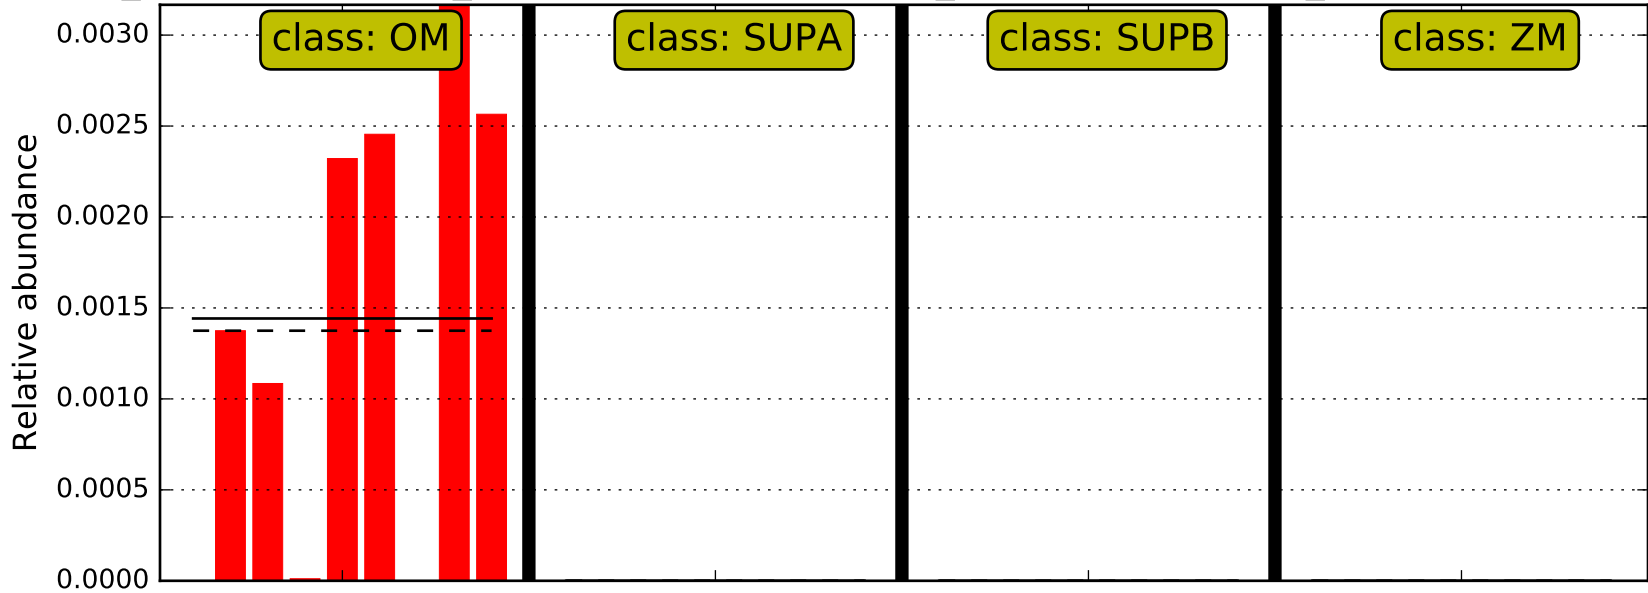 class: OM
class: SUPA
class: SUPB
class: ZM
Relative abundance
0.0030
0.0025
0.0020
0.0015
0.0010
0.0005
0.0000